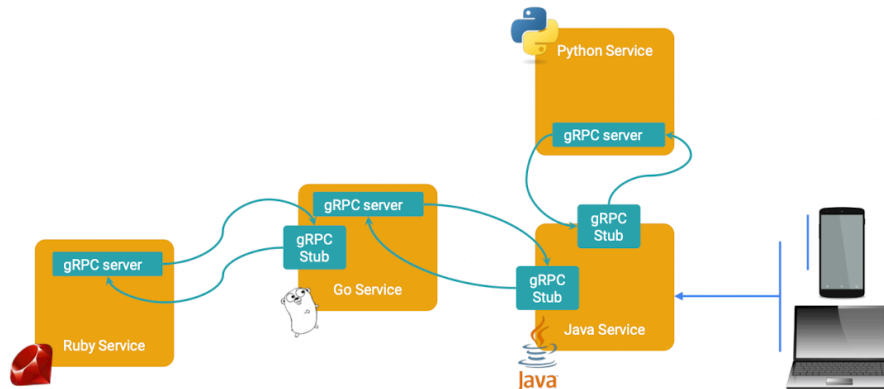 Python Service
gRPC server
gRPC
Stub
gRPC server
gRPC
Stub
Go Service
gRPC server
Ruby Service
gRPC
Stub
Java Service
Java